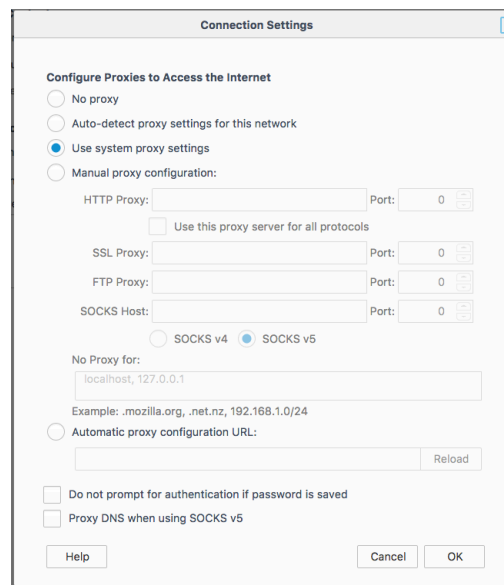 Connection Settings
Configure Proxies to Access the Internet
No proxy
Auto-detect proxy settings for this network
Use system proxy settings
Manual proxy configuration:
HTTP Proxy: Port: 0
Use this proxy server for all protocols
SSL Proxy: Port: 0
FTP Proxy: Port: 0
SOCKS Host: Port: 0
SOCKS v4 SOCKS v5
No Proxy for:
localhost, 127.0.0.1
Example: .mozilla.org, .net.nz, 192.168.1.0/24
Automatic proxy configuration URL:
Reload
Do not prompt for authentication if password is saved
Proxy DNS when using SOCKS v5
Help Cancel OK